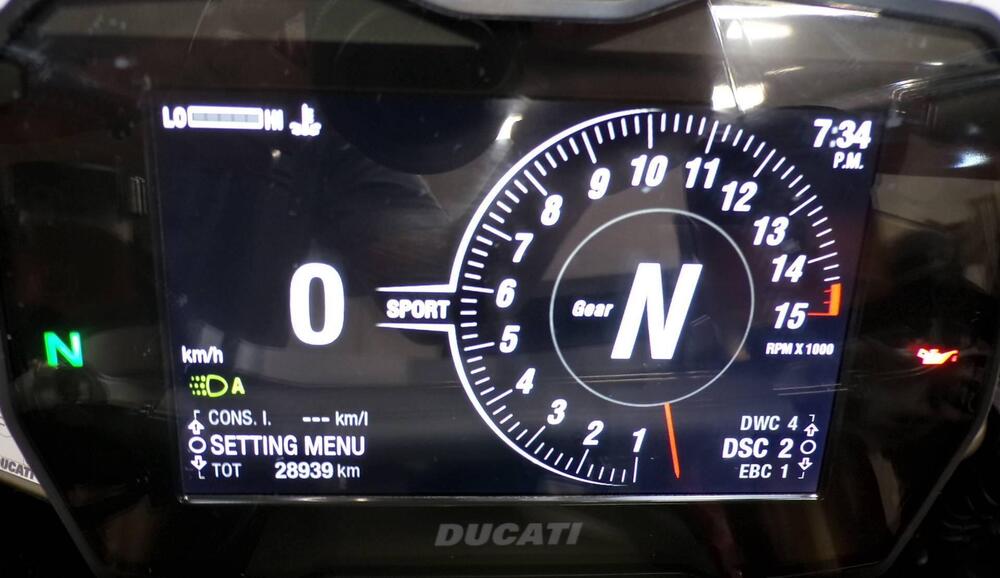 LO HI
7:34
P.M.
0
km/h
SPORT
Gear N
1 2 3 4 5 6 7 8 9 10 11 12 13 14 15
RPM X 1000
N
A
CONS. I. --- km/l
SETTING MENU
TOT 28939 km
DWC 4
DSC 2
EBC 1
DUCATI
DUCATI